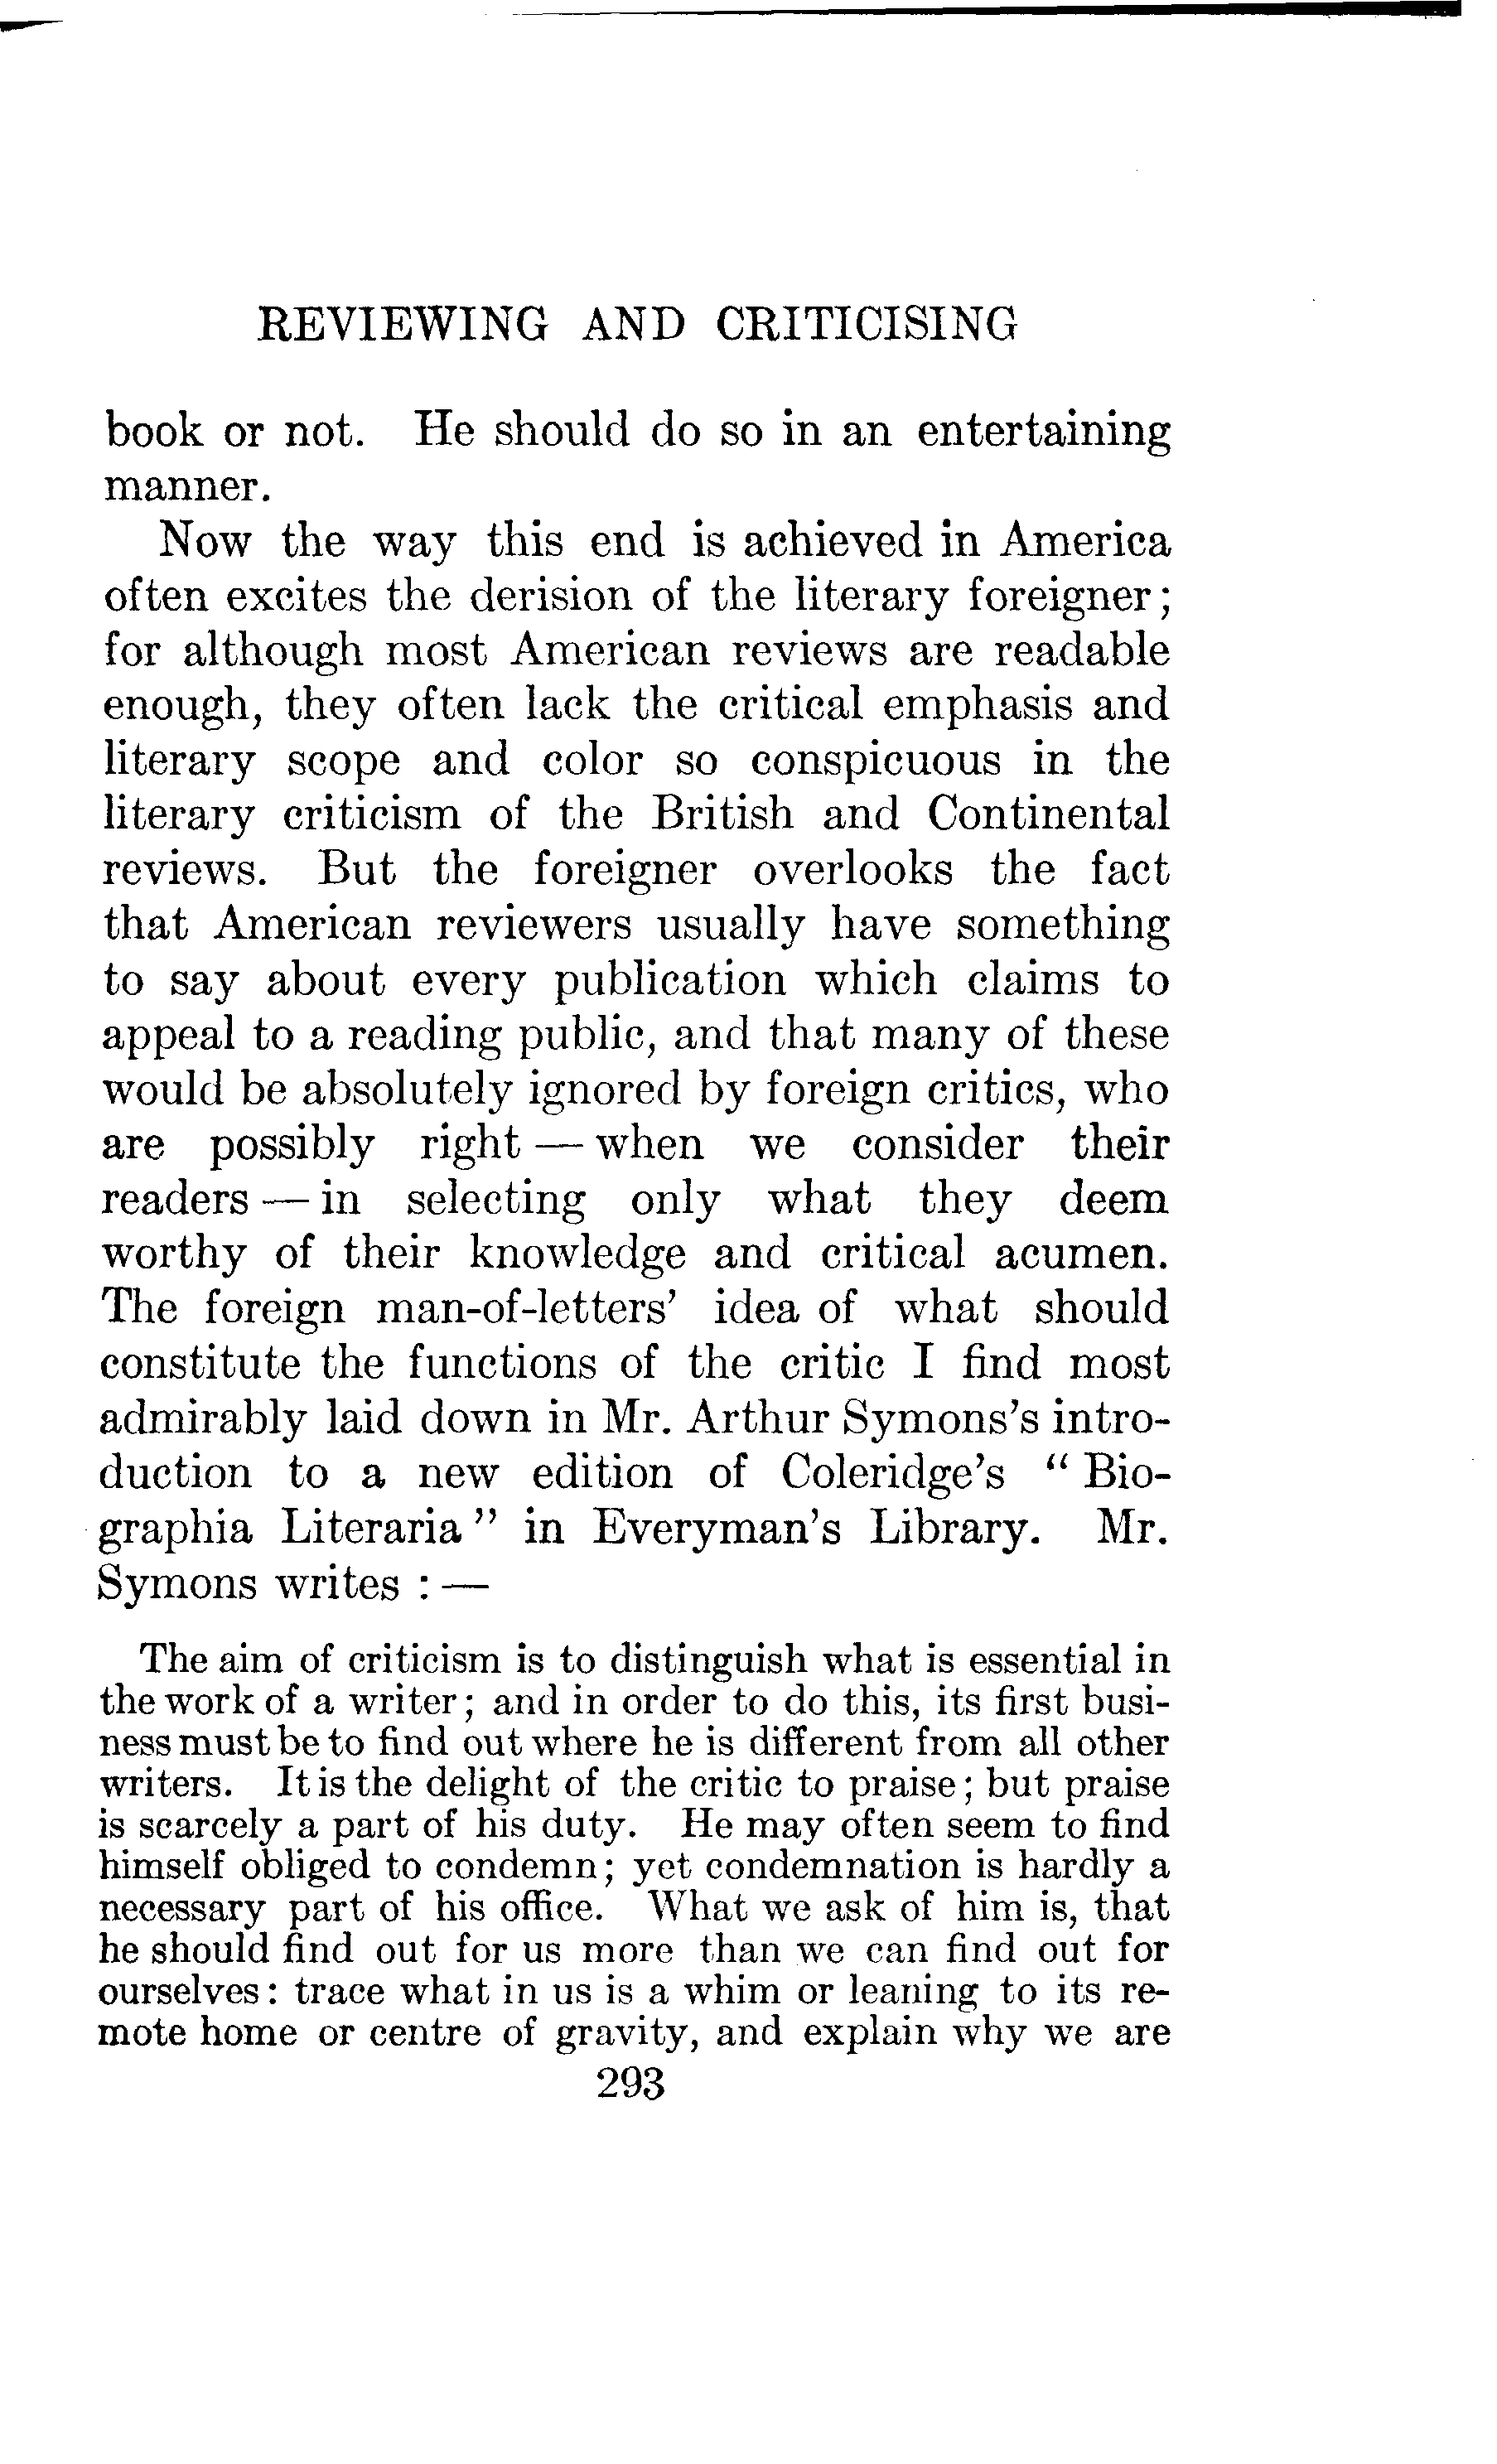 REVIEWING AND CRITICISING
book or not. He should do so in an entertaining
manner.
Now the way this end is achieved in America
often excites the derision of the literary foreigner;
for although most American reviews are readable
enough, they often lack the critical emphasis and
literary scope and color so conspicuous in the
literary criticism of the British and Continental
reviews. But the foreigner overlooks the fact
that American reviewers usually have something
to say about every publication which claims to
appeal to a reading public, and that many of these
would be absolutely ignored by foreign critics, who
are possibly right — when we consider their
readers — in selecting only what they deem
worthy of their knowledge and critical acumen.
The foreign man-of-letters' idea of what should
constitute the functions of the critic I find most
admirably laid down in Mr. Arthur Symons's intro-
duction to a new edition of Coleridge's “ Bio-
graphia Literaria ” in Everyman's Library. Mr.
Symons writes : —
The aim of criticism is to distinguish what is essential in
the work of a writer; and in order to do this, its first busi-
ness must be to find out where he is different from all other
writers. It is the delight of the critic to praise; but praise
is scarcely a part of his duty. He may often seem to find
himself obliged to condemn; yet condemnation is hardly a
necessary part of his office. What we ask of him is, that
he should find out for us more than we can find out for
ourselves: trace what in us is a whim or leaning to its re-
mote home or centre of gravity, and explain why we are
293